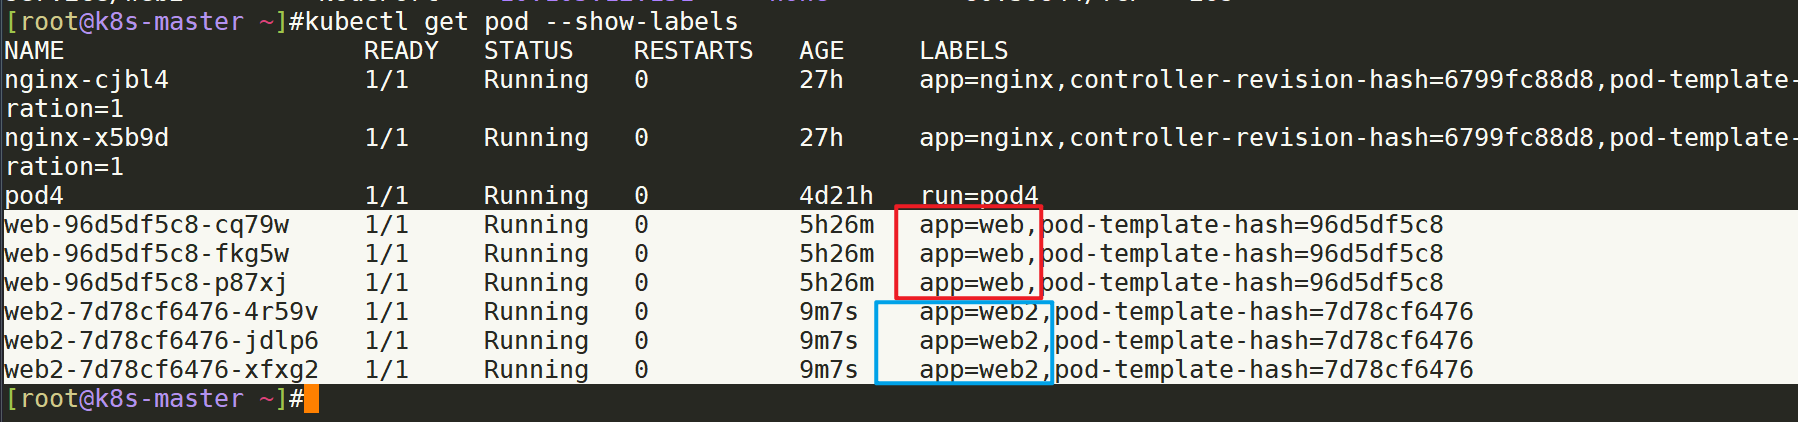 [root@k8s-master ~]#kubectl get pod --show-labels
NAME READY STATUS RESTARTS AGE LABELS
nginx-cjbl4 1/1 Running 0 27h app=nginx,controller-revision-hash=6799fc88d8,pod-template-
ration=1
nginx-x5b9d 1/1 Running 0 27h app=nginx,controller-revision-hash=6799fc88d8,pod-template-
ration=1
pod4 1/1 Running 0 4d21h run=pod4
web-96d5df5c8-cq79w 1/1 Running 0 5h26m app=web,pod-template-hash=96d5df5c8
web-96d5df5c8-fkg5w 1/1 Running 0 5h26m app=web,pod-template-hash=96d5df5c8
web-96d5df5c8-p87xj 1/1 Running 0 5h26m app=web,pod-template-hash=96d5df5c8
web2-7d78cf6476-4r59v 1/1 Running 0 9m7s app=web2,pod-template-hash=7d78cf6476
web2-7d78cf6476-jdlp6 1/1 Running 0 9m7s app=web2,pod-template-hash=7d78cf6476
web2-7d78cf6476-xfxg2 1/1 Running 0 9m7s app=web2,pod-template-hash=7d78cf6476
[root@k8s-master ~]#